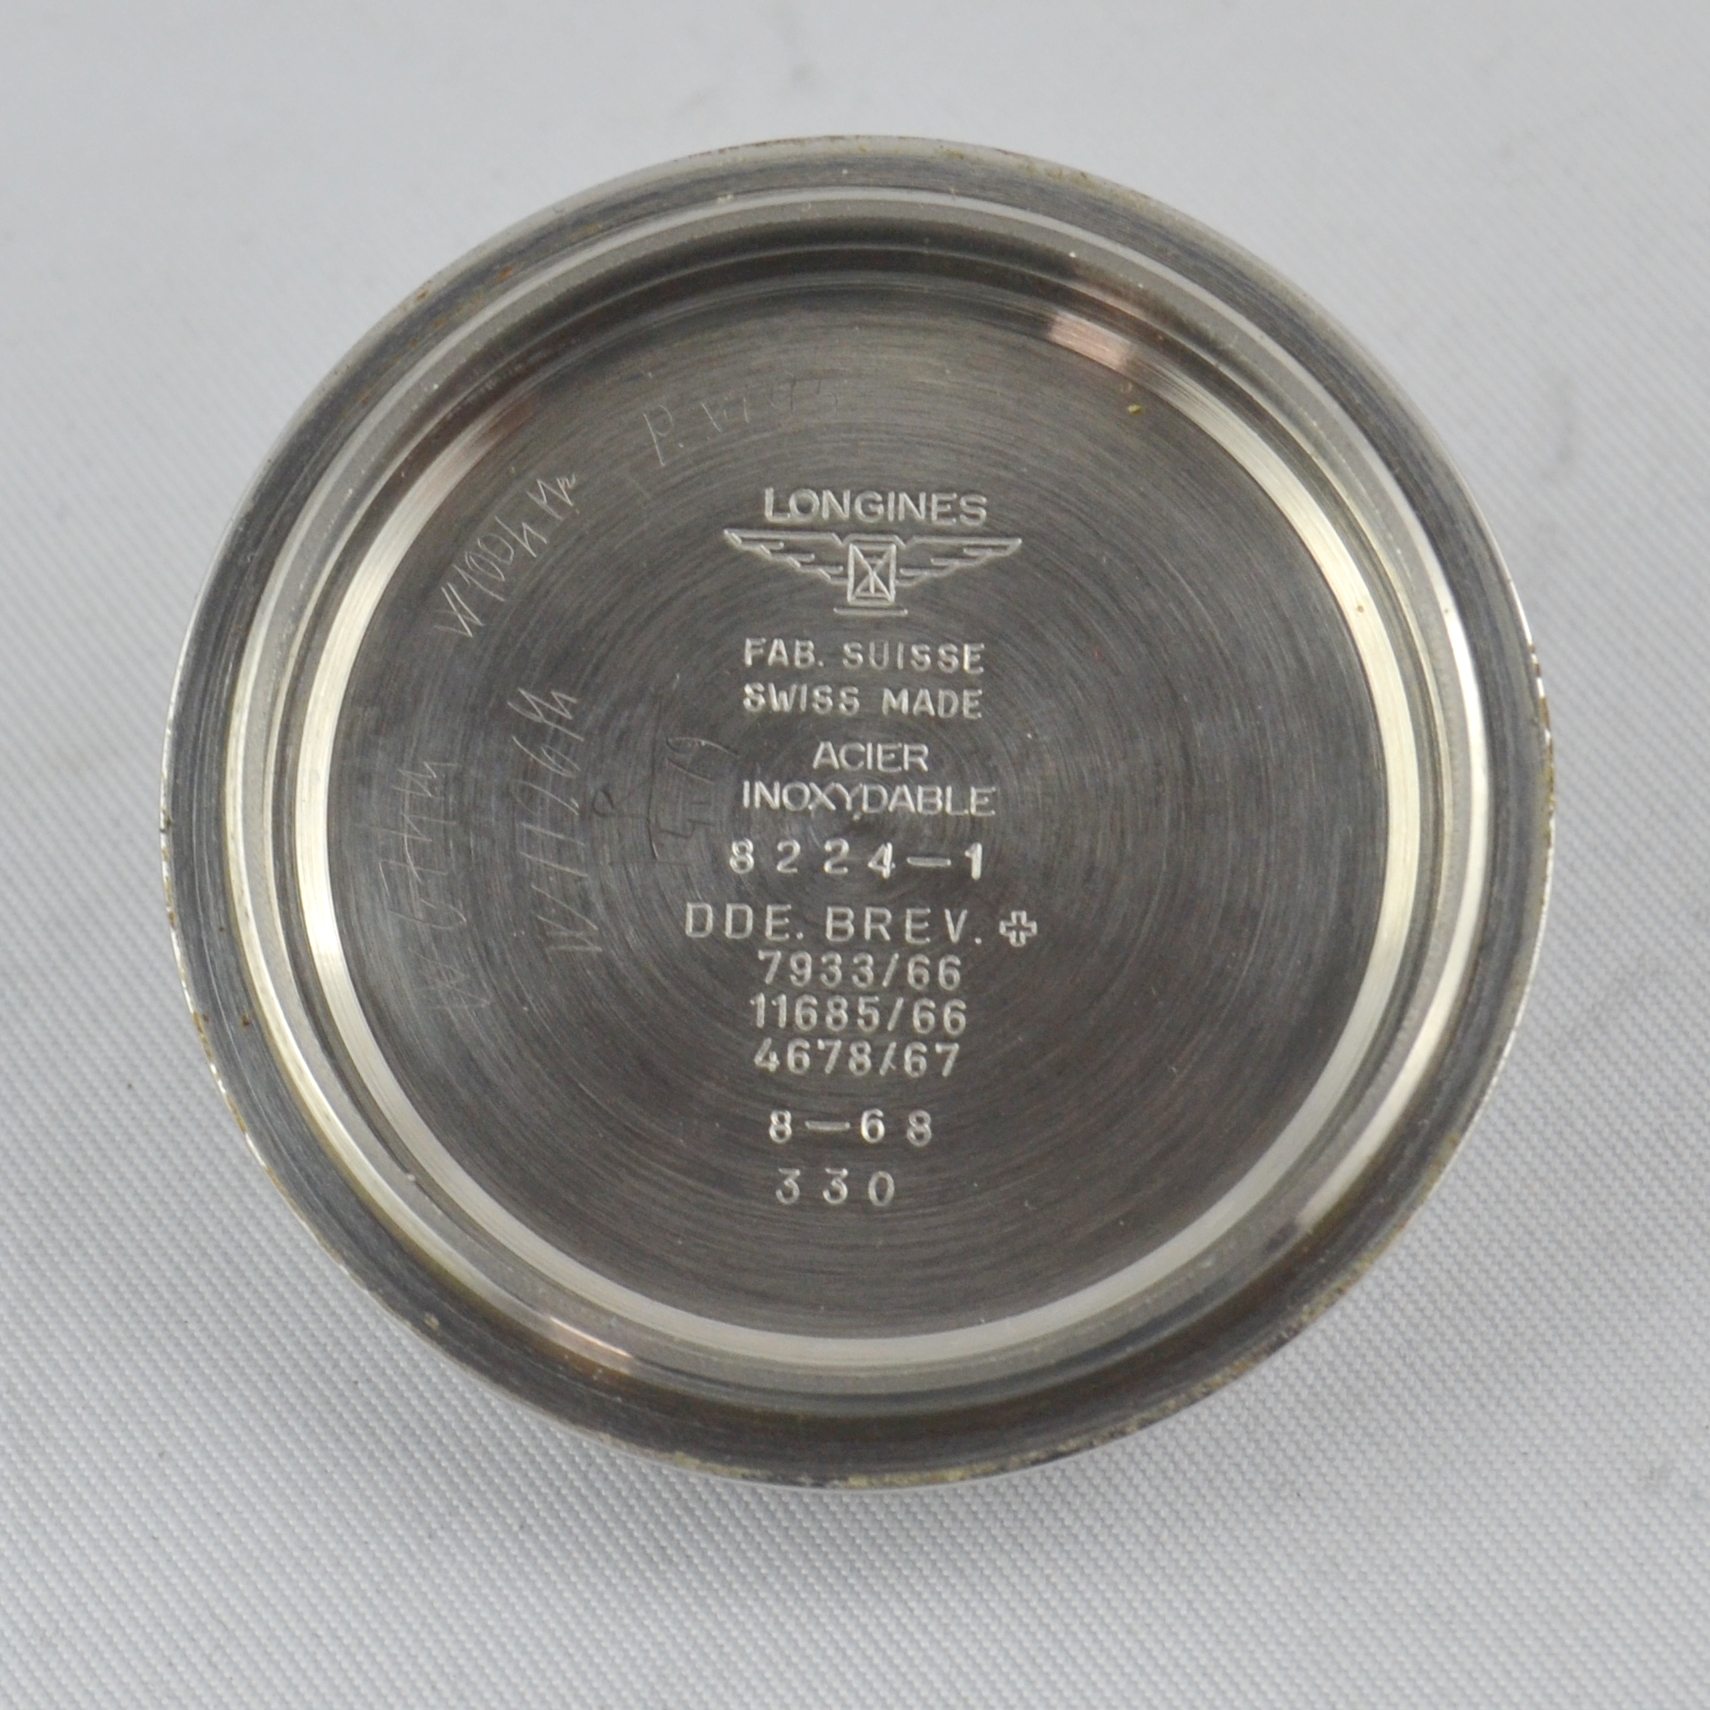 LONGINES
FAB. SUISSE
SWISS MADE
ACIER
INOXYDABLE
8224-1
DDE. BREV.
7933/66
11685/66
4678/67
8-68
330